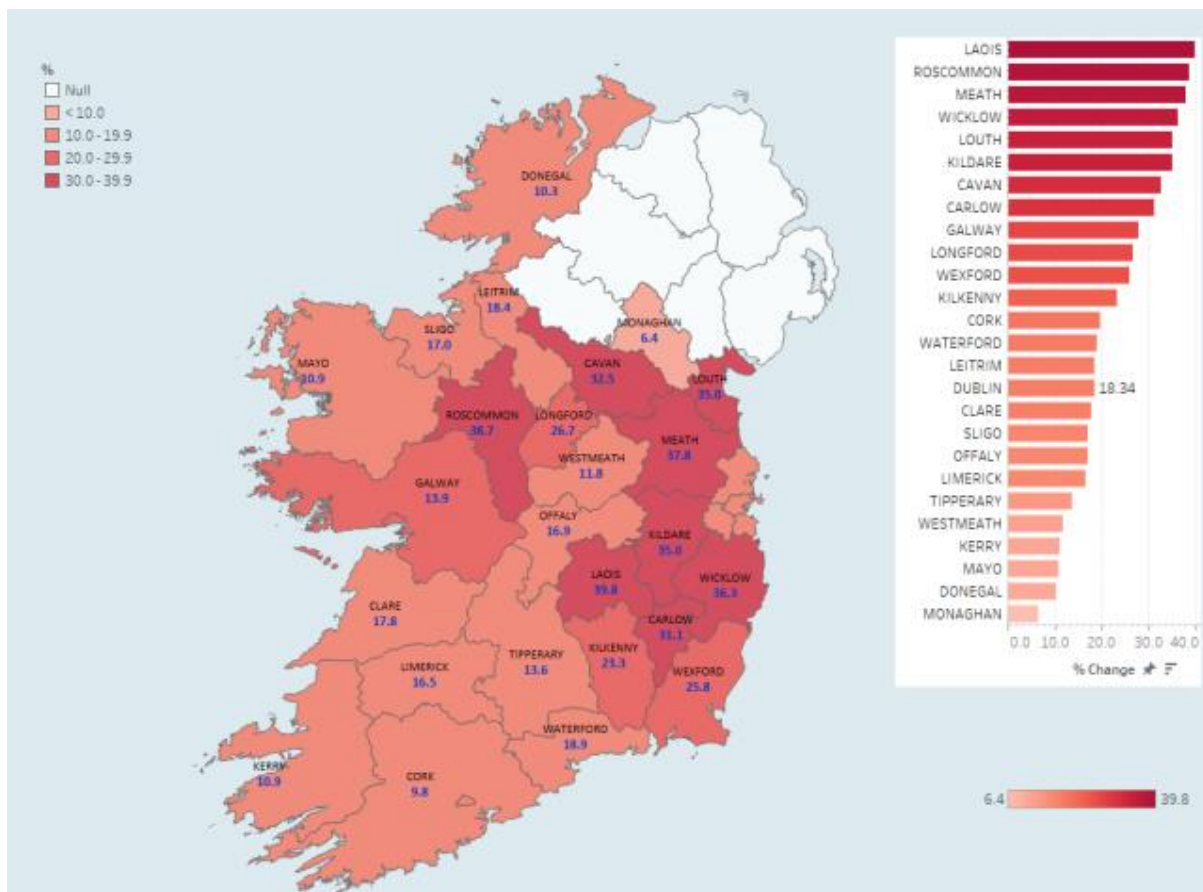 %
Null
< 10.0
10.0 - 19.9
20.0 - 29.9
30.0 - 39.9
DONEGAL
10.3
LEITRIM
18.4
MONAGHAN
6.4
SLIGO
17.0
MAYO
10.9
CAVAN
32.5
LOUTH
35.0
ROSCOMMON
38.7
LONGFORD
26.7
MEATH
37.8
WESTMEATH
11.8
GALWAY
13.9
OFFALY
16.9
KILDARE
35.0
LAOIS
39.8
WICKLOW
36.3
CLARE
17.8
CARLOW
31.1
TIPPERARY
13.6
KILKENNY
23.3
LIMERICK
16.5
WEXFORD
25.8
WATERFORD
18.9
KERRY
10.9
CORK
9.8
LAOIS
ROSCOMMON
MEATH
WICKLOW
LOUTH
KILDARE
CAVAN
CARLOW
GALWAY
LONGFORD
WEXFORD
KILKENNY
CORK
WATERFORD
LEITRIM
DUBLIN 18.34
CLARE
SLIGO
OFFALY
LIMERICK
TIPPERARY
WESTMEATH
KERRY
MAYO
DONEGAL
MONAGHAN
0.0 10.0 20.0 30.0 40.0
% Change
6.4 39.8